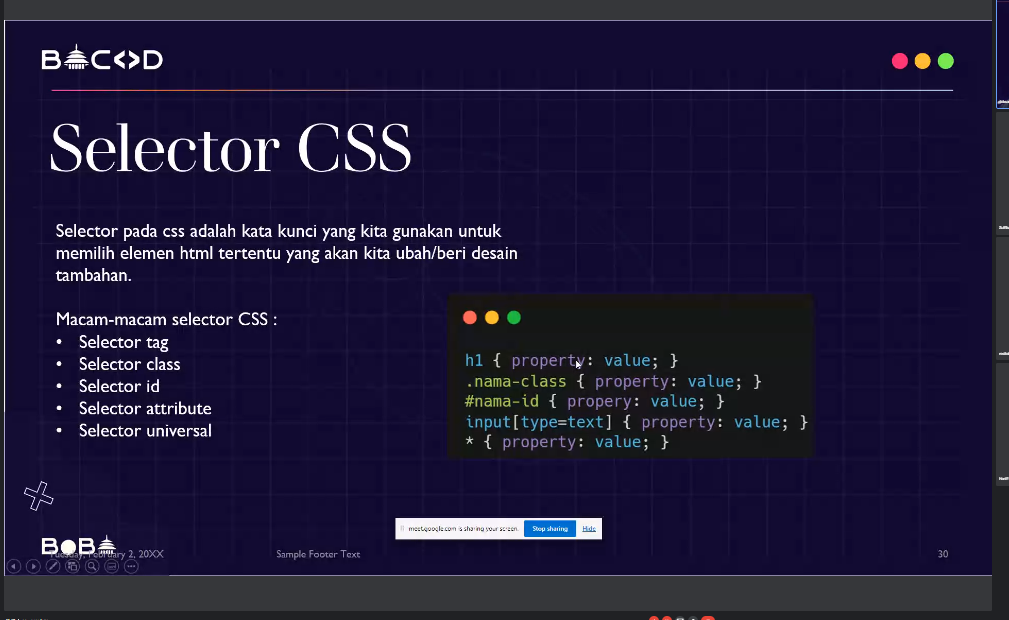 BACOD
Selector CSS
Selector pada css adalah kata kunci yang kita gunakan untuk
memilih elemen html tertentu yang akan kita ubah/beri desain
tambahan.
Macam-macam selector CSS :
• Selector tag
• Selector class
• Selector id
• Selector attribute
• Selector universal
h1 { property: value; }
.nama-class { property: value; }
#nama-id { propery: value; }
input[type=text] { property: value; }
* { property: value; }
meet.google.com is sharing your screen.
Stop sharing
Hide
BOBA
Tuesday, February 2, 20XX
Sample Footer Text
30